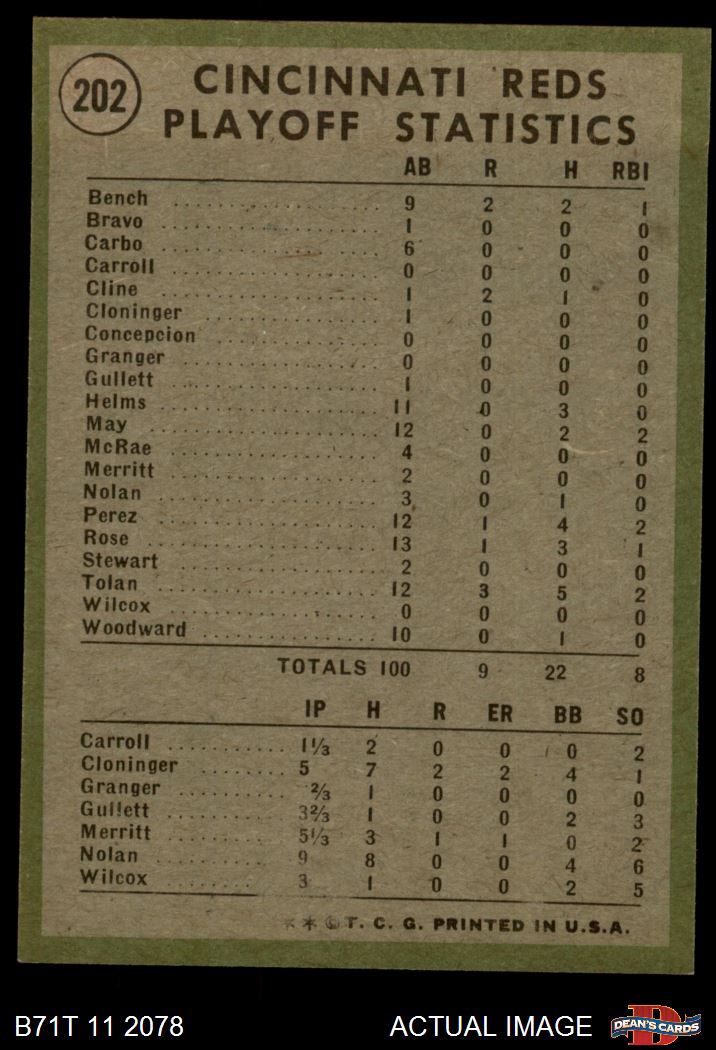 202
CINCINNATI REDS
PLAYOFF STATISTICS
AB R H RBI
Bench 9 2 2 1
Bravo 1 0 0 0
Carbo 6 0 0 0
Carroll 0 0 0 0
Cline 1 2 1 0
Cloninger 1 0 0 0
Concepcion 0 0 0 0
Granger 0 0 0 0
Gullett 1 0 0 0
Helms 11 0 3 0
May 12 0 2 2
McRae 4 0 0 0
Merritt 2 0 0 0
Nolan 3 0 1 0
Perez 12 1 4 2
Rose 13 1 3 1
Stewart 2 0 0 0
Tolan 12 3 5 2
Wilcox 0 0 0 0
Woodward 10 0 1 0
TOTALS 100 9 22 8
IP H R ER BB SO
Carroll 1⅓ 2 0 0 0 2
Cloninger 5 7 2 2 4 1
Granger ⅔ 1 0 0 0 0
Gullett 3⅔ 1 0 0 2 3
Merritt 5⅓ 3 1 1 0 2
Nolan 9 8 0 0 4 6
Wilcox 3 1 0 0 2 5
**© T. C. G. PRINTED IN U.S.A.
B71T 11 2078 ACTUAL IMAGE
D
DEAN'S CARDS